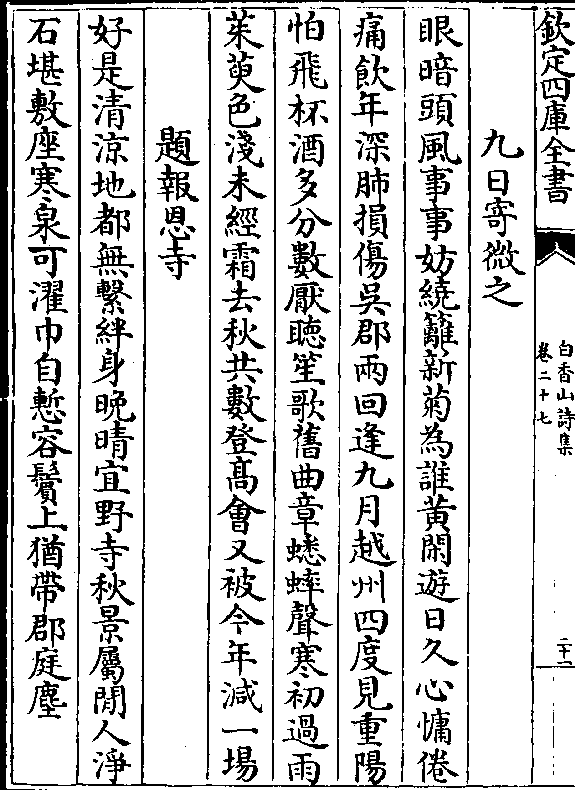 欽定四庫全書
白香山詩集
卷二十七
二十一
九日寄微之
眼暗頭風事事妨繞籬新菊為誰黃閑遊日久心慵倦
痛飲年深肺損傷吳郡兩回逢九月越州四度見重陽
怕飛杯酒多分數厭聴笙歌舊曲章蟋蟀聲寒初過雨
茱萸色淺未經霜去秋共數登髙㑹又被今年減一場
題報恩寺
好是清涼地都無繫絆身晩晴宜野寺秋景屬閒人淨
石堪敷座寒泉可濯巾自慙容鬢上猶帶郡庭塵